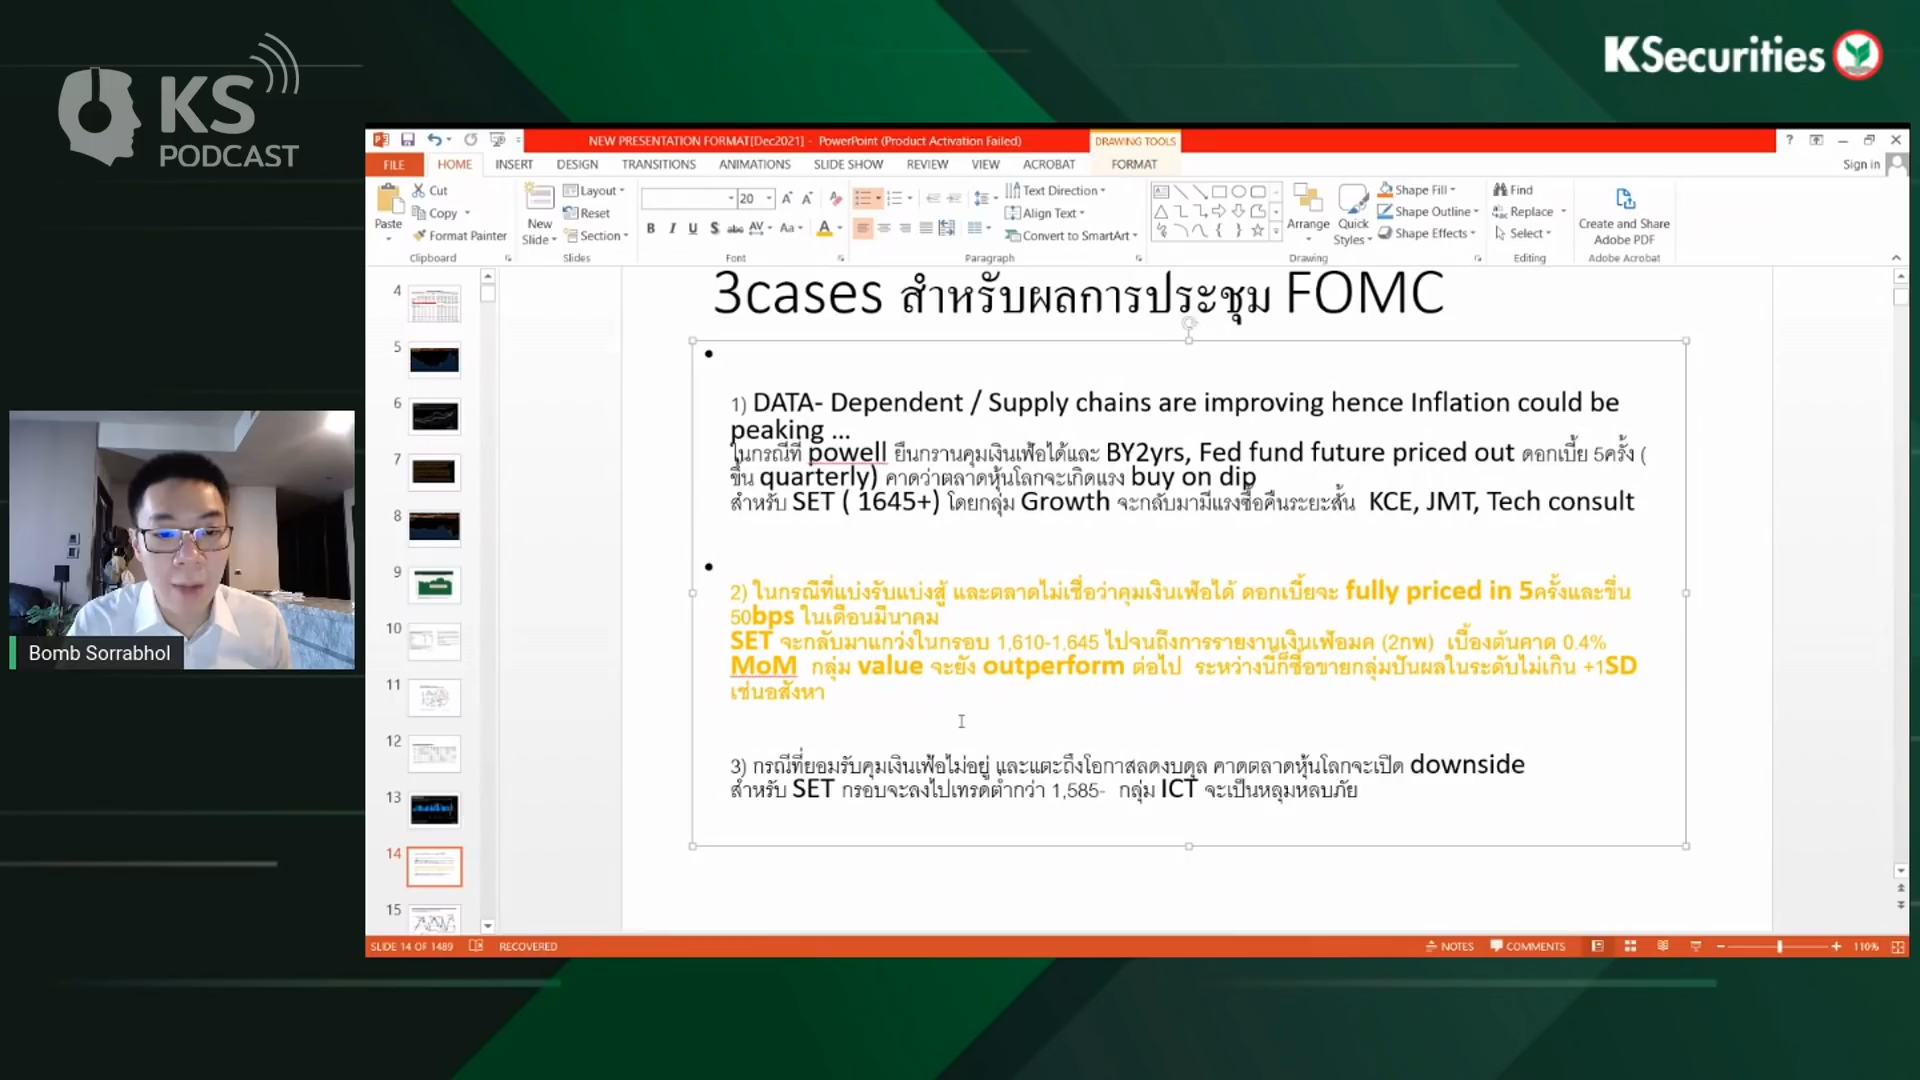 KS
PODCAST
KSecurities
NEW PRESENTATION FORMAT[Dec2021] - PowerPoint (Product Activation Failed)
DRAWING TOOLS
FILE HOME INSERT DESIGN TRANSITIONS ANIMATIONS SLIDE SHOW REVIEW VIEW ACROBAT FORMAT
Sign in
Paste
Cut
Copy
Format Painter
Clipboard
New Slide
Layout
Reset
Section
Slides
20
Font
Text Direction
Align Text
Convert to SmartArt
Paragraph
Arrange
Quick Styles
Shape Fill
Shape Outline
Shape Effects
Drawing
Find
Replace
Select
Editing
Create and Share
Adobe PDF
Adobe Acrobat
4
5
6
7
8
9
10
11
12
13
14
15
3cases สำหรับผลการประชุม FOMC
1) DATA- Dependent / Supply chains are improving hence Inflation could be
peaking ...
ในกรณีที่ powell ยืนกรานคุมเงินเฟ้อได้และ BY2yrs, Fed fund future priced out ดอกเบี้ย 5ครั้ง (
ขึ้น quarterly) คาดว่าตลาดหุ้นโลกจะเกิดแรง buy on dip
สำหรับ SET ( 1645+) โดยกลุ่ม Growth จะกลับมามีแรงซื้อคืนระยะสั้น KCE, JMT, Tech consult
2) ในกรณีที่แบ่งรับแบ่งสู้ และตลาดไม่เชื่อว่าคุมเงินเฟ้อได้ ดอกเบี้ยจะ fully priced in 5ครั้งและขึ้น
50bps ในเดือนมีนาคม
SET จะกลับมาแกว่งในกรอบ 1,610-1,645 ไปจนถึงการรายงานเงินเฟ้อมค (2กพ) เบื้องต้นคาด 0.4%
MoM กลุ่ม value จะยัง outperform ต่อไป ระหว่างนี้ก็ซื้อขายกลุ่มปันผลในระดับไม่เกิน +1SD
เช่นอสังหา
3) กรณีที่ยอมรับคุมเงินเฟ้อไม่อยู่ และแตะถึงโอกาสลดงบดุล คาดตลาดหุ้นโลกจะเปิด downside
สำหรับ SET กรอบจะลงไปเทรดต่ำกว่า 1,585- กลุ่ม ICT จะเป็นหลุมหลบภัย
Bomb Sorrabhol
SLIDE 14 OF 1489 RECOVERED
NOTES COMMENTS 110%